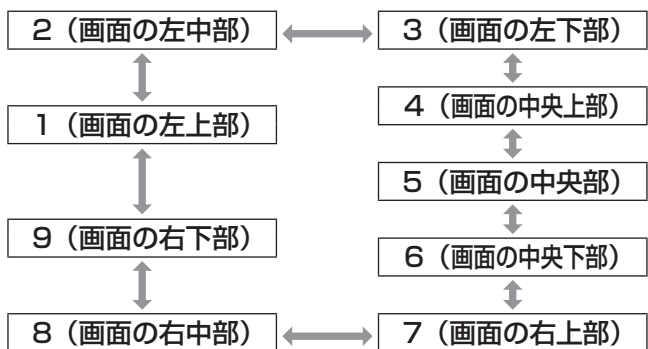 2（画面の左中部）
3（画面の左下部）
1（画面の左上部）
4（画面の中央上部）
5（画面の中央部）
9（画面の右下部）
6（画面の中央下部）
8（画面の右中部）
7（画面の右上部）